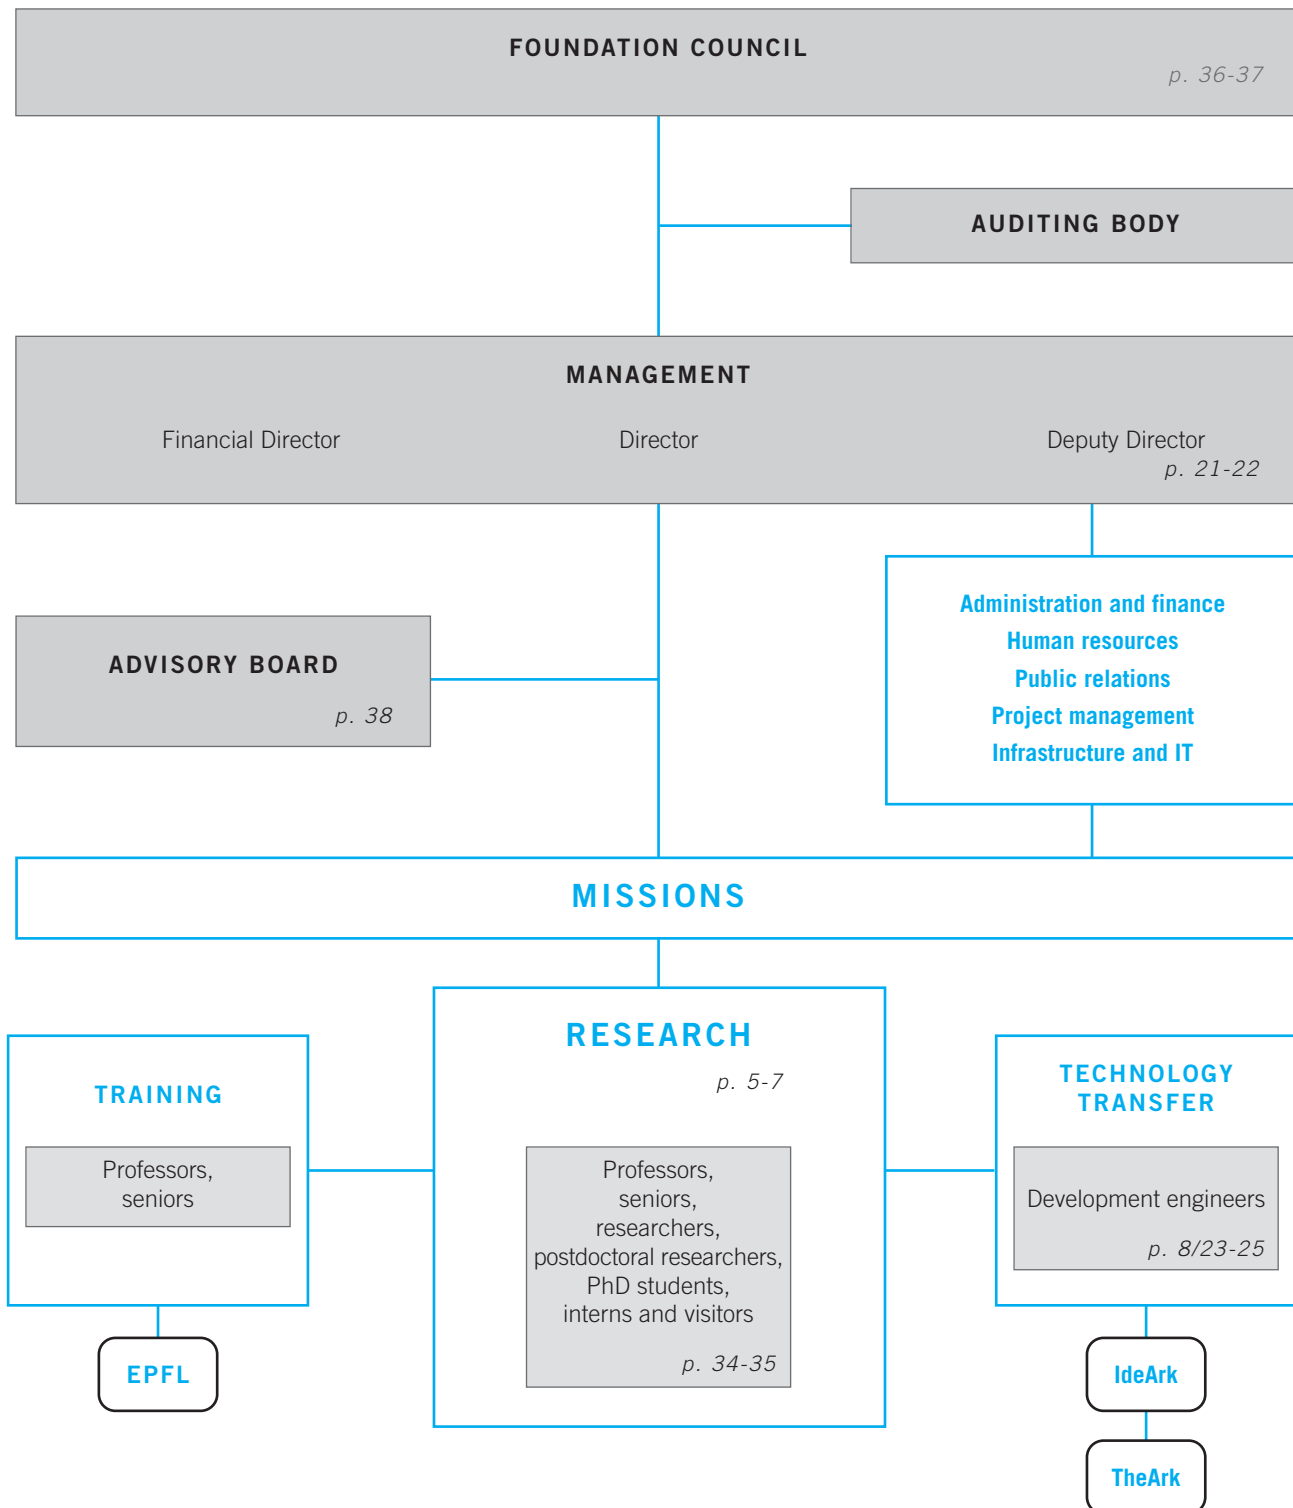 FOUNDATION COUNCIL
p. 36-37
AUDITING BODY
MANAGEMENT
Financial Director
Director
Deputy Director
p. 21-22
Administration and finance
Human resources
Public relations
Project management
Infrastructure and IT
ADVISORY BOARD
p. 38
MISSIONS
TRAINING
Professors,
seniors
EPFL
RESEARCH
p. 5-7
Professors,
seniors,
researchers,
postdoctoral researchers,
PhD students,
interns and visitors
p. 34-35
TECHNOLOGY
TRANSFER
Development engineers
p. 8/23-25
IdeArk
TheArk